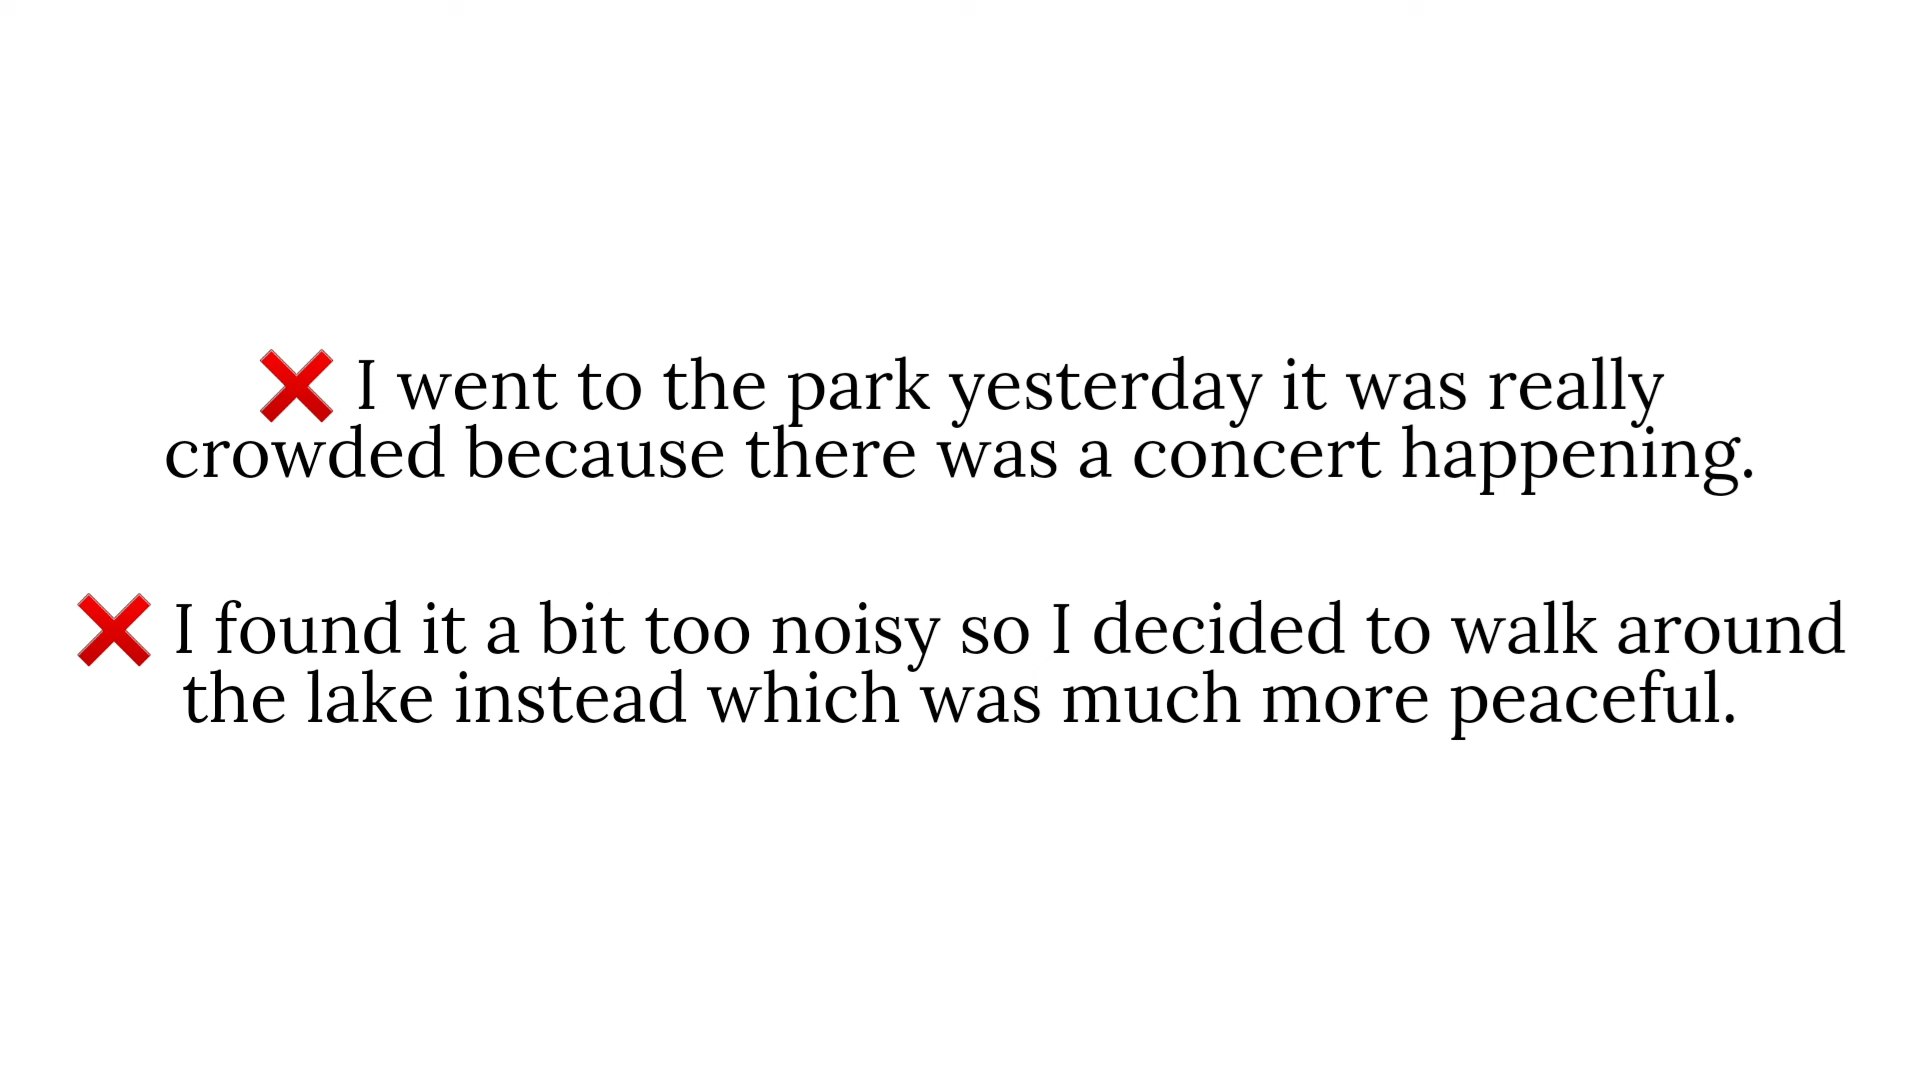 ❌ I went to the park yesterday it was really
crowded because there was a concert happening.
❌ I found it a bit too noisy so I decided to walk around
the lake instead which was much more peaceful.